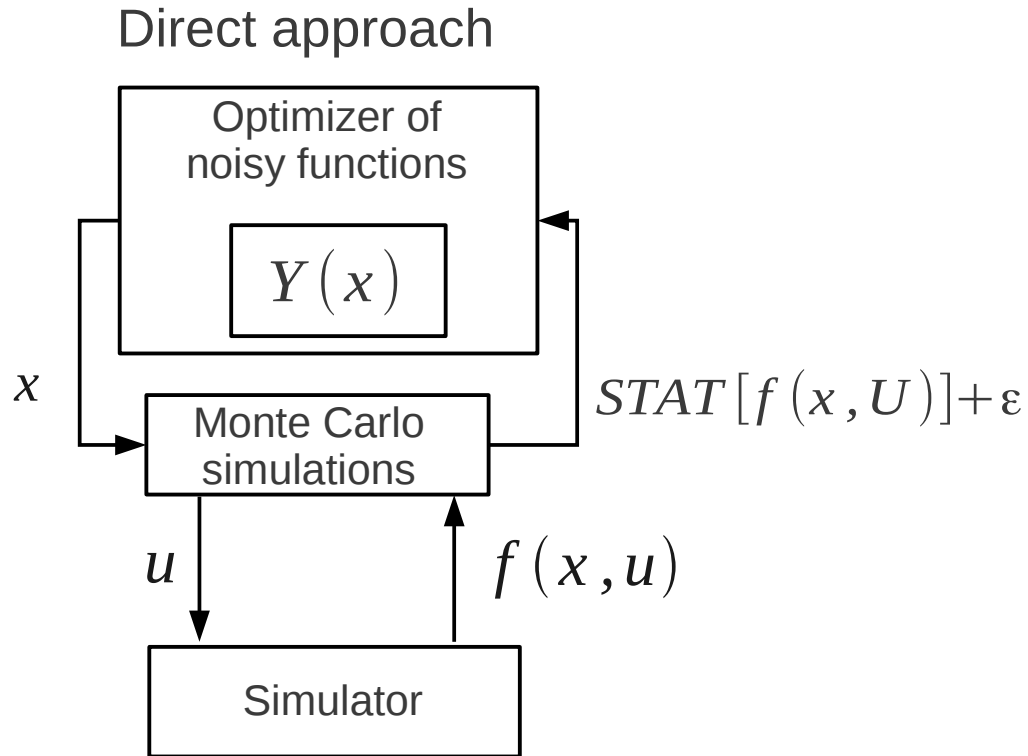 Direct approach
Optimizer of
noisy functions
Y(x)
x
STAT[f(x,U)]+ε
Monte Carlo
simulations
u
f(x,u)
Simulator